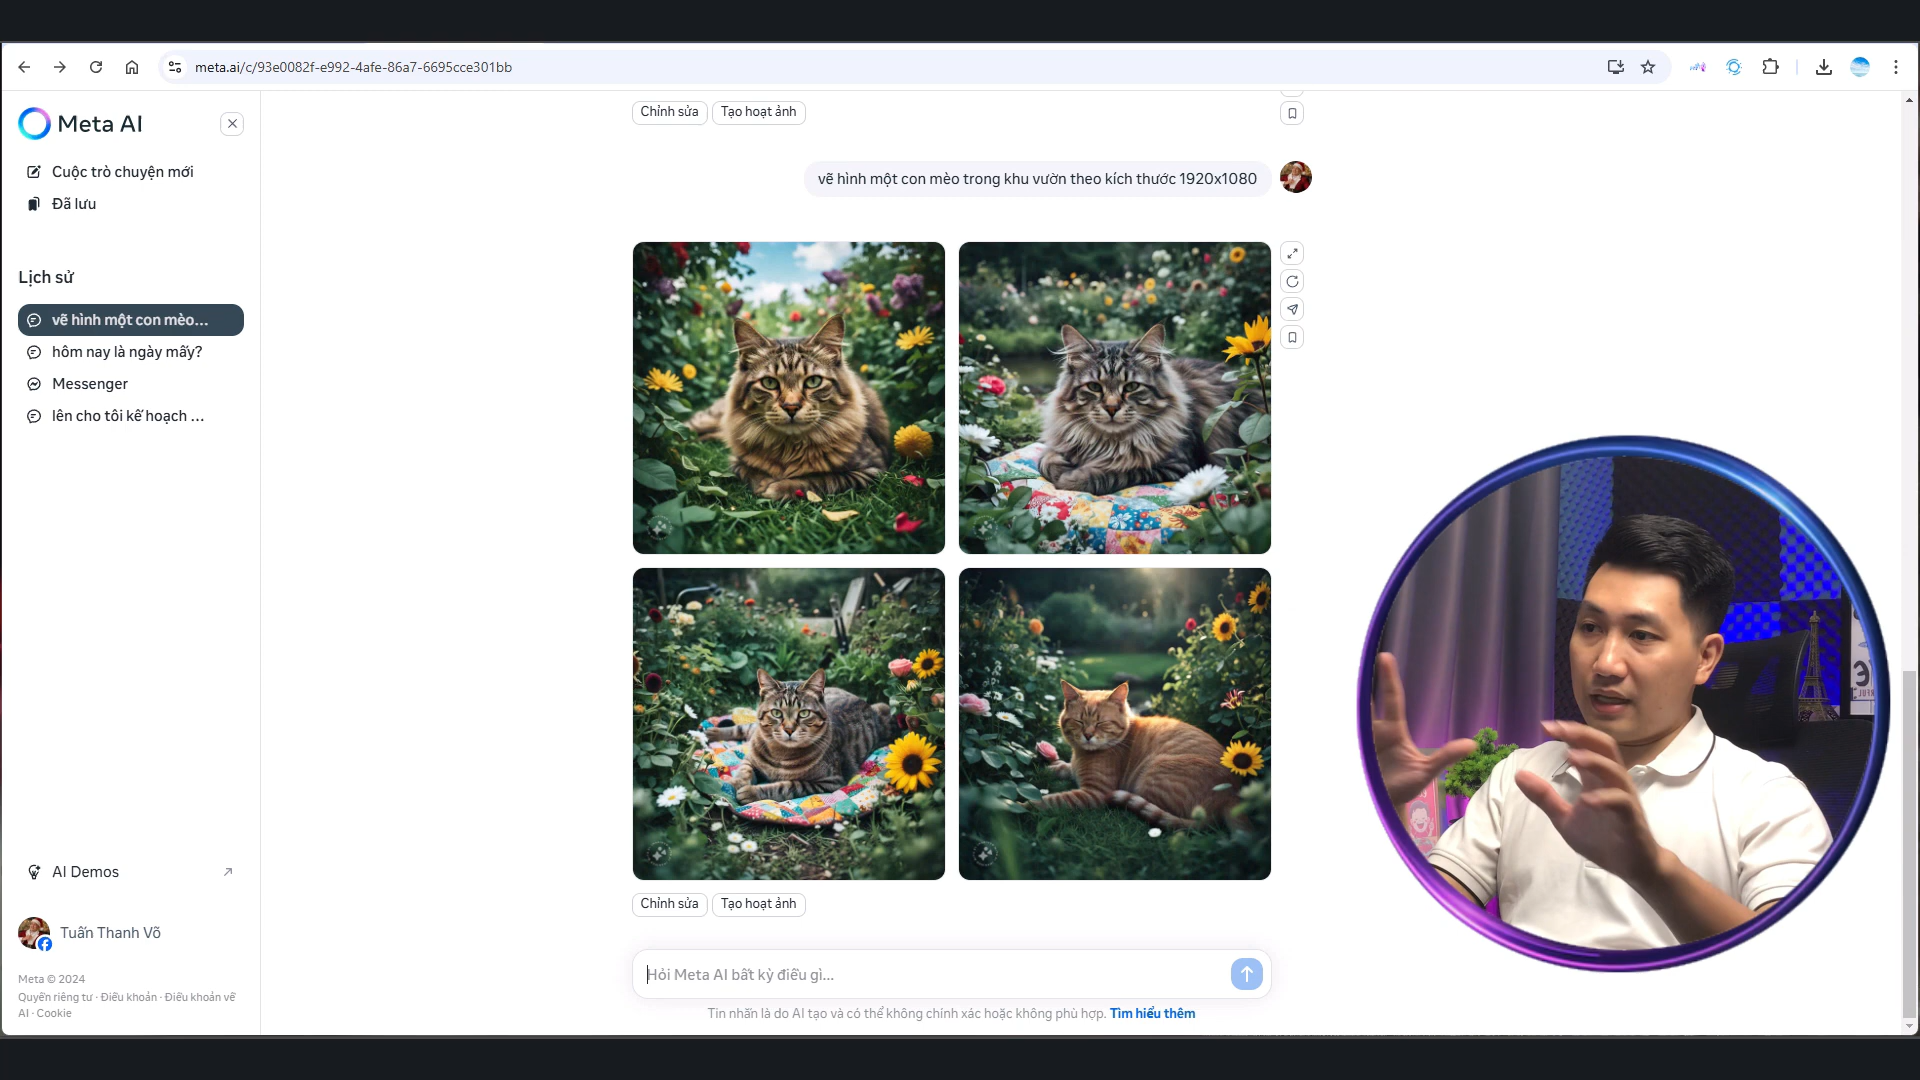 meta.ai/c/93e0082f-e992-4afe-86a7-6695cce301bb
Meta AI
Cuộc trò chuyện mới
Đã lưu
Lịch sử
vẽ hình một con mèo...
hôm nay là ngày mấy?
Messenger
lên cho tôi kế hoạch ...
AI Demos
Tuấn Thanh Võ
Meta © 2024
Quyền riêng tư · Điều khoản · Điều khoản về
AI · Cookie
Chỉnh sửa
Tạo hoạt ảnh
vẽ hình một con mèo trong khu vườn theo kích thước 1920x1080
Chỉnh sửa
Tạo hoạt ảnh
Hỏi Meta AI bất kỳ điều gì...
Tin nhắn là do AI tạo và có thể không chính xác hoặc không phù hợp. Tìm hiểu thêm